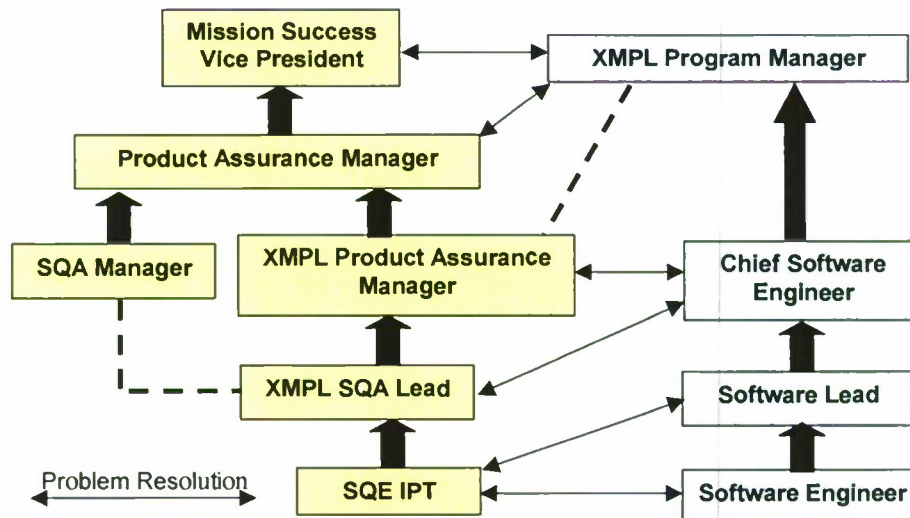 Mission Success
Vice President
XMPL Program Manager
Product Assurance Manager
SQA Manager
XMPL Product Assurance
Manager
Chief Software
Engineer
XMPL SQA Lead
Software Lead
Problem Resolution
SQE IPT
Software Engineer